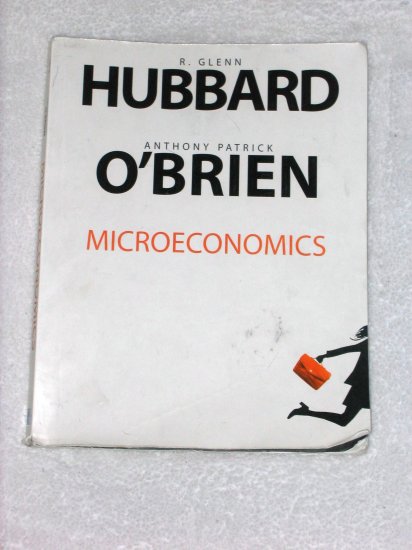 R. GLENN
HUBBARD
ANTHONY PATRICK
O'BRIEN
MICROECONOMICS